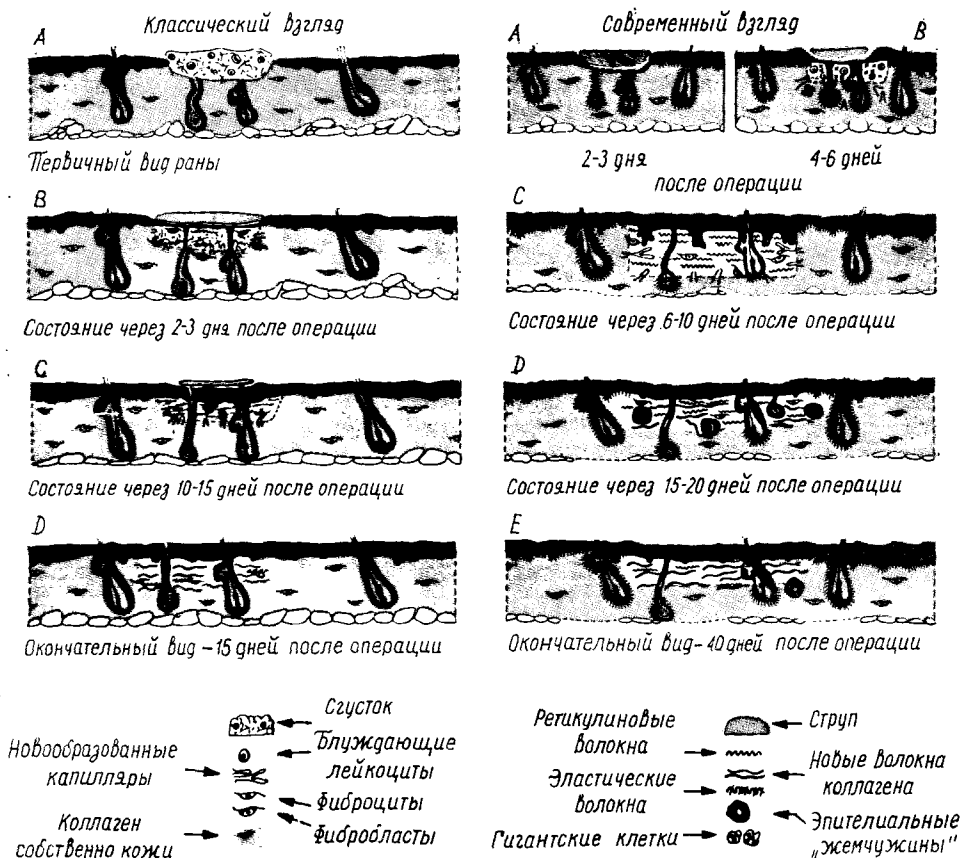 Классический взгляд
A
Первичный вид раны
B
Состояние через 2-3 дня после операции
C
Состояние через 10-15 дней после операции
D
Окончательный вид – 15 дней после операции
Современный взгляд
A
B
2-3 дня
4-6 дней
после операции
C
Состояние через 6-10 дней после операции
D
Состояние через 15-20 дней после операции
E
Окончательный вид – 40 дней после операции
Сгусток
Блуждающие
лейкоциты
Новообразованные
капилляры
Фиброциты
Фибробласты
Коллаген
собственно кожи
Ретикулиновые
волокна
Струп
Новые волокна
коллагена
Эластические
волокна
Эпителиальные
„жемчужины"
Гигантские клетки